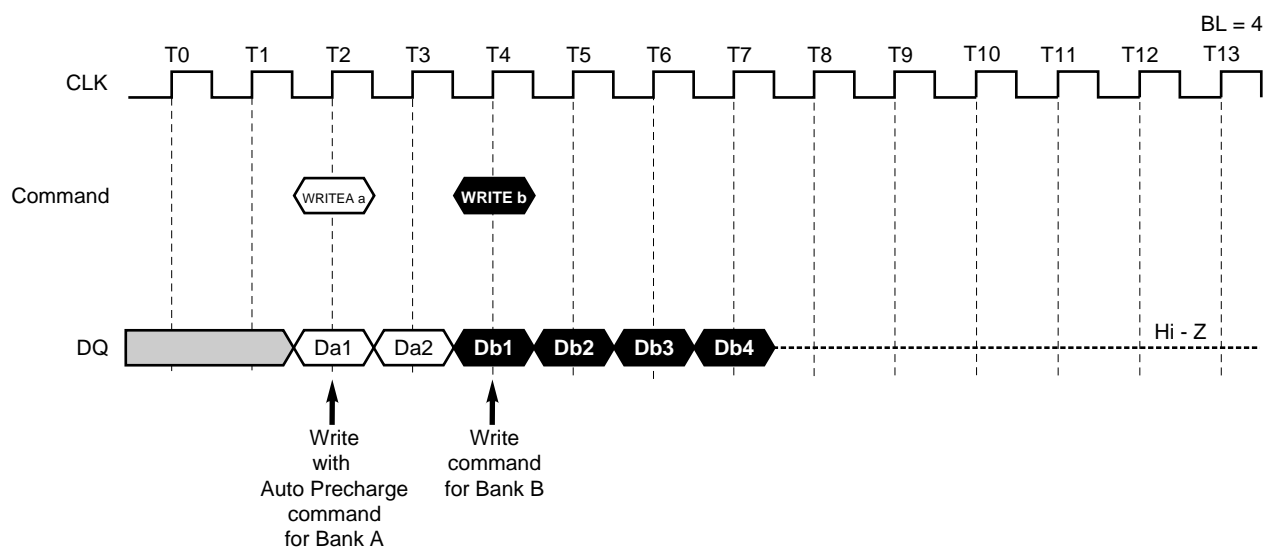 BL = 4
T0 T1 T2 T3 T4 T5 T6 T7 T8 T9 T10 T11 T12 T13
CLK
Command WRITEA a WRITE b
DQ Da1 Da2 Db1 Db2 Db3 Db4 Hi - Z
Write
with
Auto Precharge
command
for Bank A
Write
command
for Bank B